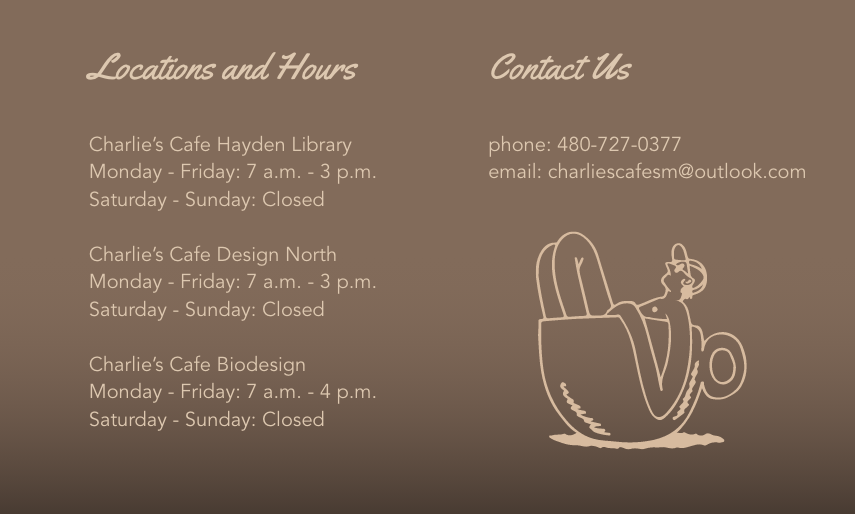 Locations and Hours
Charlie's Cafe Hayden Library
Monday - Friday: 7 a.m. - 3 p.m.
Saturday - Sunday: Closed
Charlie's Cafe Design North
Monday - Friday: 7 a.m. - 3 p.m.
Saturday - Sunday: Closed
Charlie's Cafe Biodesign
Monday - Friday: 7 a.m. - 4 p.m.
Saturday - Sunday: Closed
Contact Us
phone: 480-727-0377
email: charliescafesm@outlook.com